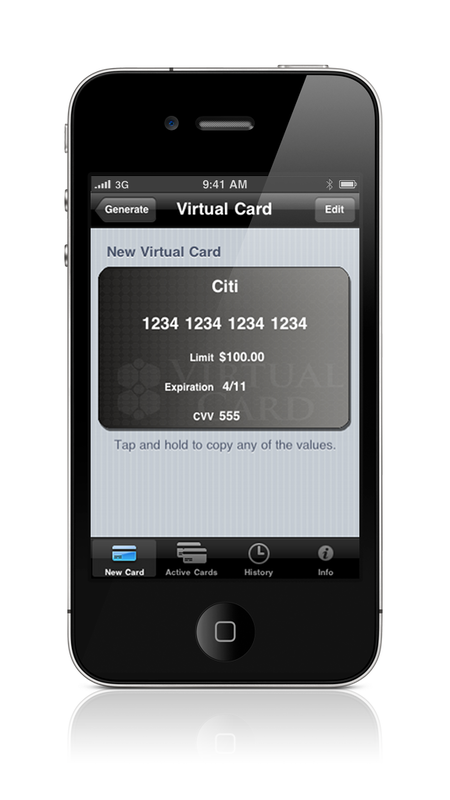 3G 9:41 AM
Generate Virtual Card Edit
New Virtual Card
Citi
1234 1234 1234 1234
Limit $100.00
Expiration 4/11
CVV 555
VIRTUAL
CARD
Tap and hold to copy any of the values.
New Card Active Cards History Info